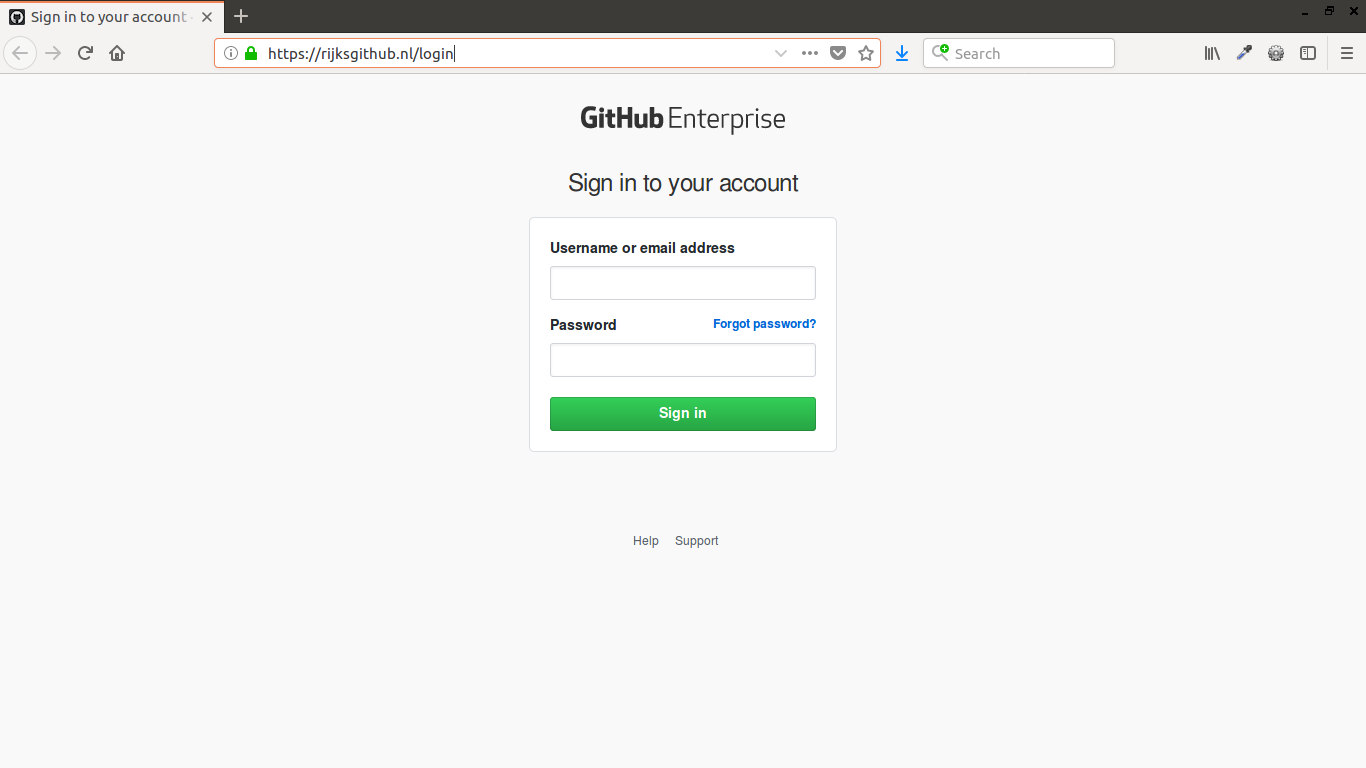 Sign in to your account
https://rijksgithub.nl/login
Search
GitHub Enterprise
Sign in to your account
Username or email address
Password
Forgot password?
Sign in
Help
Support